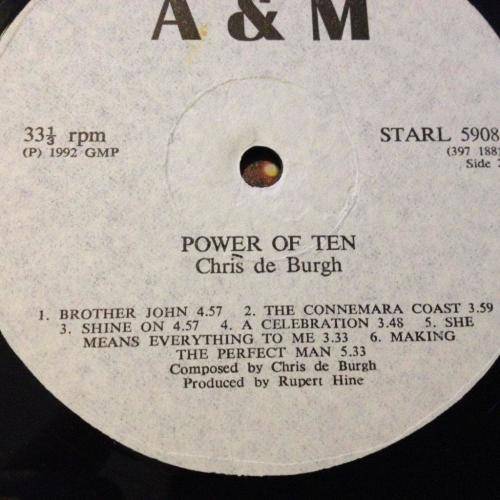 A & M
33⅓ rpm
(P) 1992 GMP
STARL 5908
(397 188
Side
POWER OF TEN
Chris de Burgh
1. BROTHER JOHN 4.57 2. THE CONNEMARA COAST 3.59
3. SHINE ON 4.57 4. A CELEBRATION 3.48 5. SHE
MEANS EVERYTHING TO ME 3.33 6. MAKING
THE PERFECT MAN 5.33
Composed by Chris de Burgh
Produced by Rupert Hine